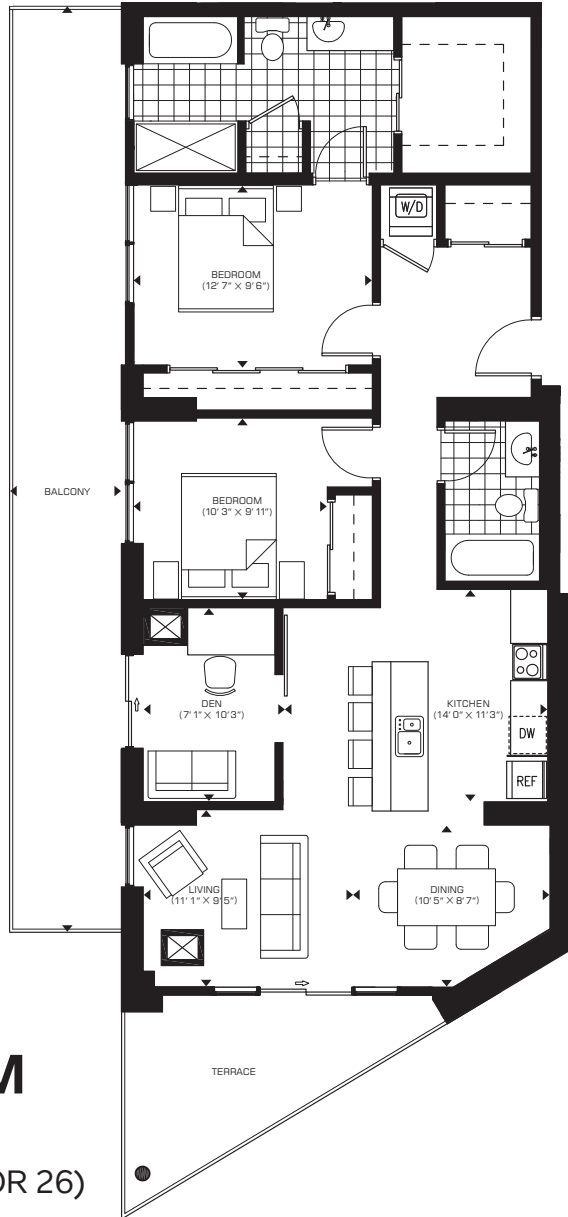 W/D
BEDROOM
(12' 7" X 9' 6")
BALCONY
BEDROOM
(10' 3" X 9' 11")
DEN
(7' 1" X 10' 3")
KITCHEN
(14' 0" X 11' 3")
DW
REF
LIVING
(11' 1" X 9' 5")
DINING
(10' 5" X 8' 7")
TERRACE
M
OR 26)